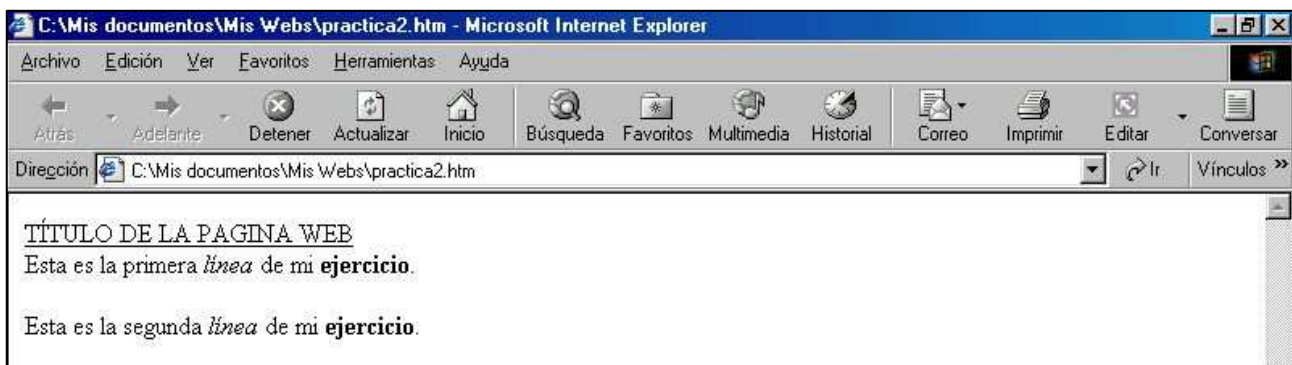 C:\Mis documentos\Mis Webs\practica2.htm - Microsoft Internet Explorer
Archivo Edición Ver Favoritos Herramientas Ayuda
Atrás Adelante Detener Actualizar Inicio Búsqueda Favoritos Multimedia Historial Correo Imprimir Editar Conversar
Dirección C:\Mis documentos\Mis Webs\practica2.htm Ir Vínculos »
TÍTULO DE LA PAGINA WEB
Esta es la primera línea de mi ejercicio.
Esta es la segunda línea de mi ejercicio.